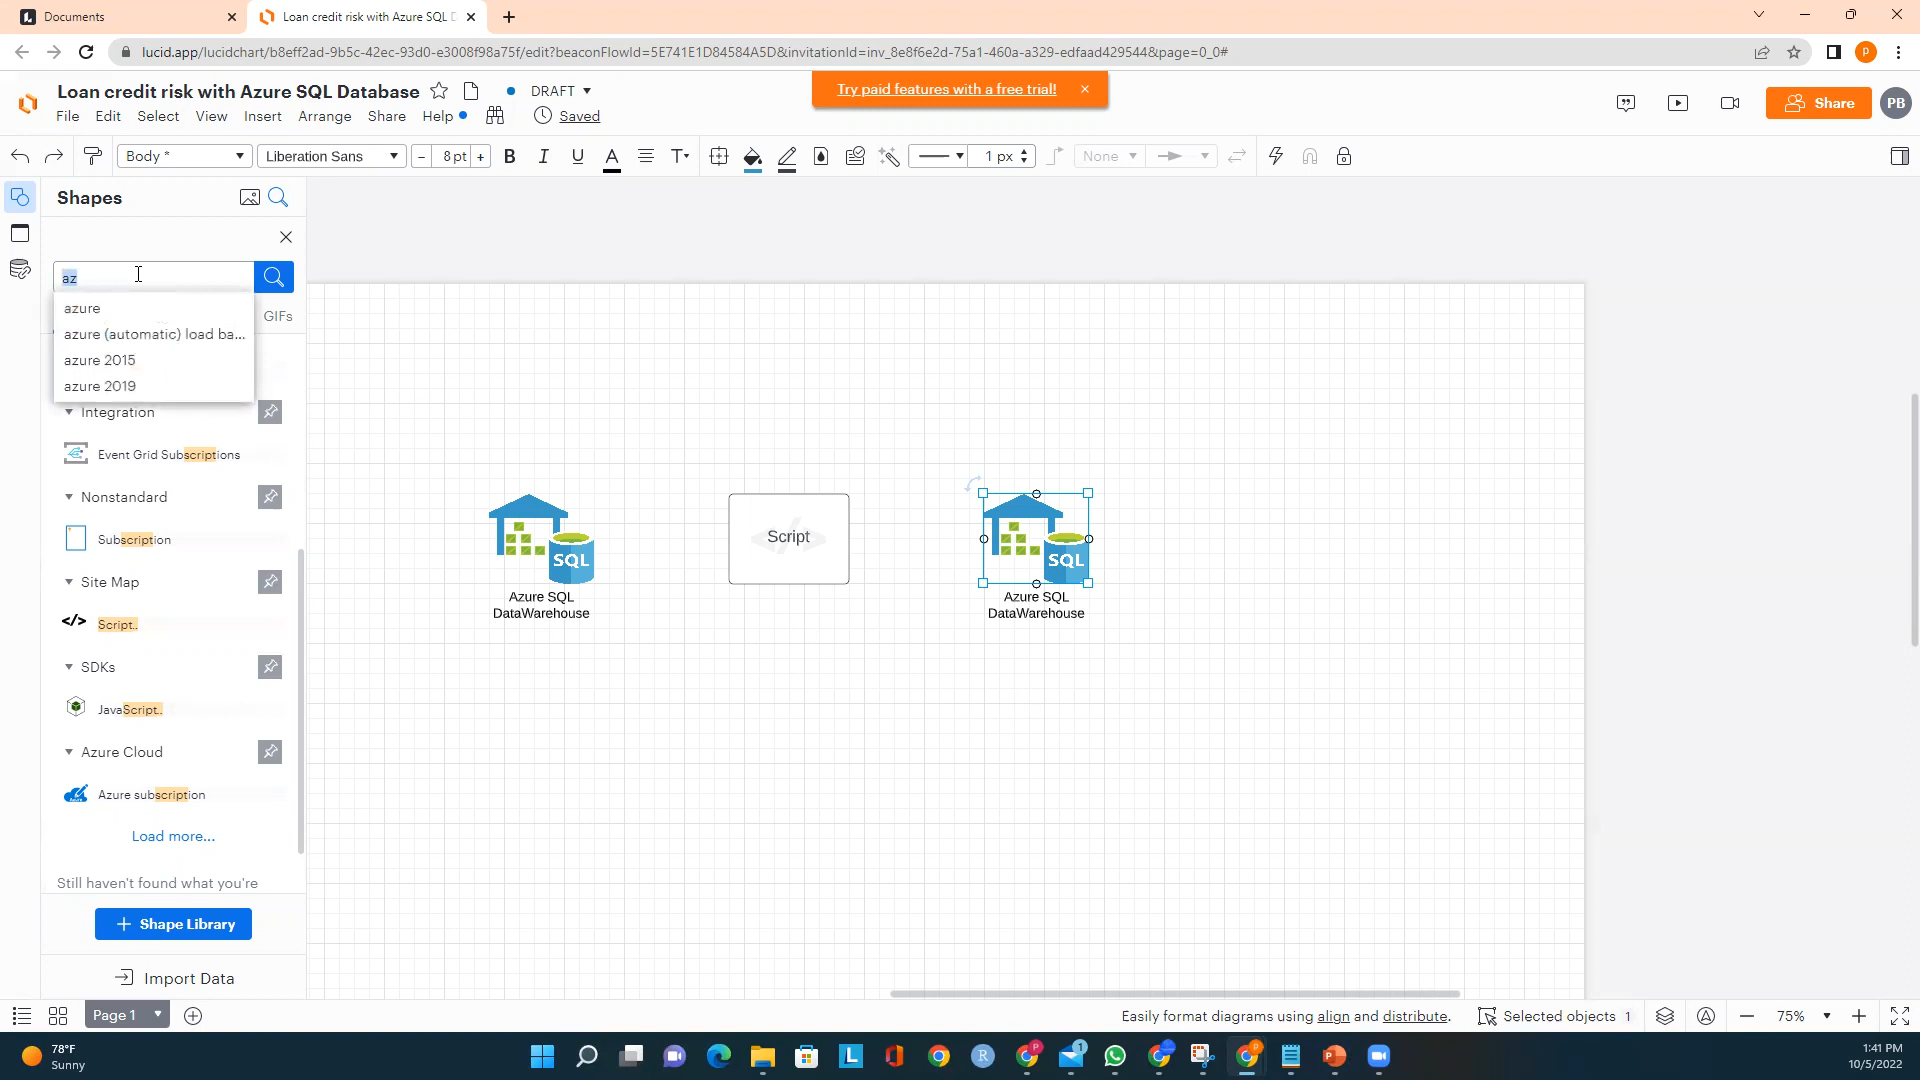 Documents
Loan credit risk with Azure SQL D
lucid.app/lucidchart/b8eff2ad-9b5c-42ec-93d0-e3008f98a75f/edit?beaconFlowId=5E741E1D84584A5D&invitationId=inv_8e8f6e2d-75a1-460a-a329-edfaad429544&page=0_0#
P
Loan credit risk with Azure SQL Database
DRAFT
Try paid features with a free trial!
Share
PB
File Edit Select View Insert Arrange Share Help
Saved
Body *
Liberation Sans
- 8 pt +
B I U A T
1 px
None
Shapes
az
GIFs
azure
azure (automatic) load ba...
azure 2015
azure 2019
Integration
Event Grid Subscriptions
Nonstandard
Subscription
Site Map
</> Script..
SDKs
JavaScript..
Azure Cloud
Azure subscription
Load more...
Still haven't found what you're
+ Shape Library
Import Data
SQL
Azure SQL
DataWarehouse
Script
SQL
Azure SQL
DataWarehouse
Page 1
Easily format diagrams using align and distribute.
Selected objects 1
75%
78°F
Sunny
L
R
P
1
P
P
1:41 PM
10/5/2022